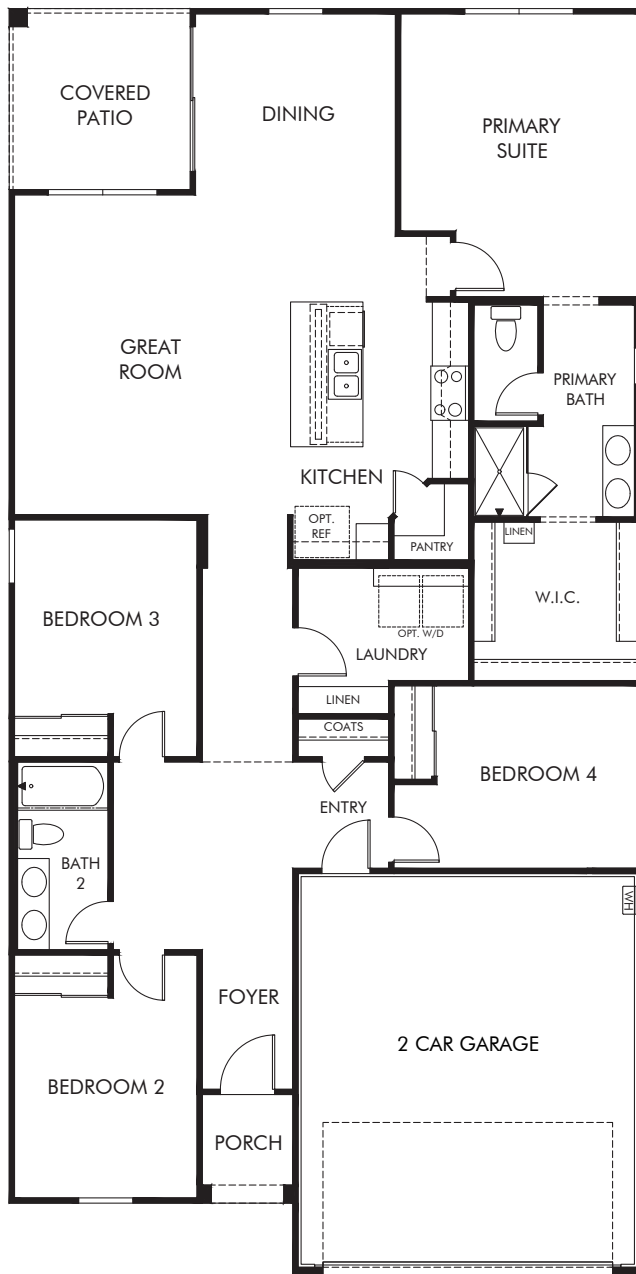 COVERED
PATIO
DINING
PRIMARY
SUITE
GREAT
ROOM
PRIMARY
BATH
KITCHEN
OPT.
REF
PANTRY
LINEN
W.I.C.
BEDROOM 3
OPT. W/D
LAUNDRY
LINEN
COATS
BEDROOM 4
ENTRY
BATH
2
WH
FOYER
2 CAR GARAGE
BEDROOM 2
PORCH